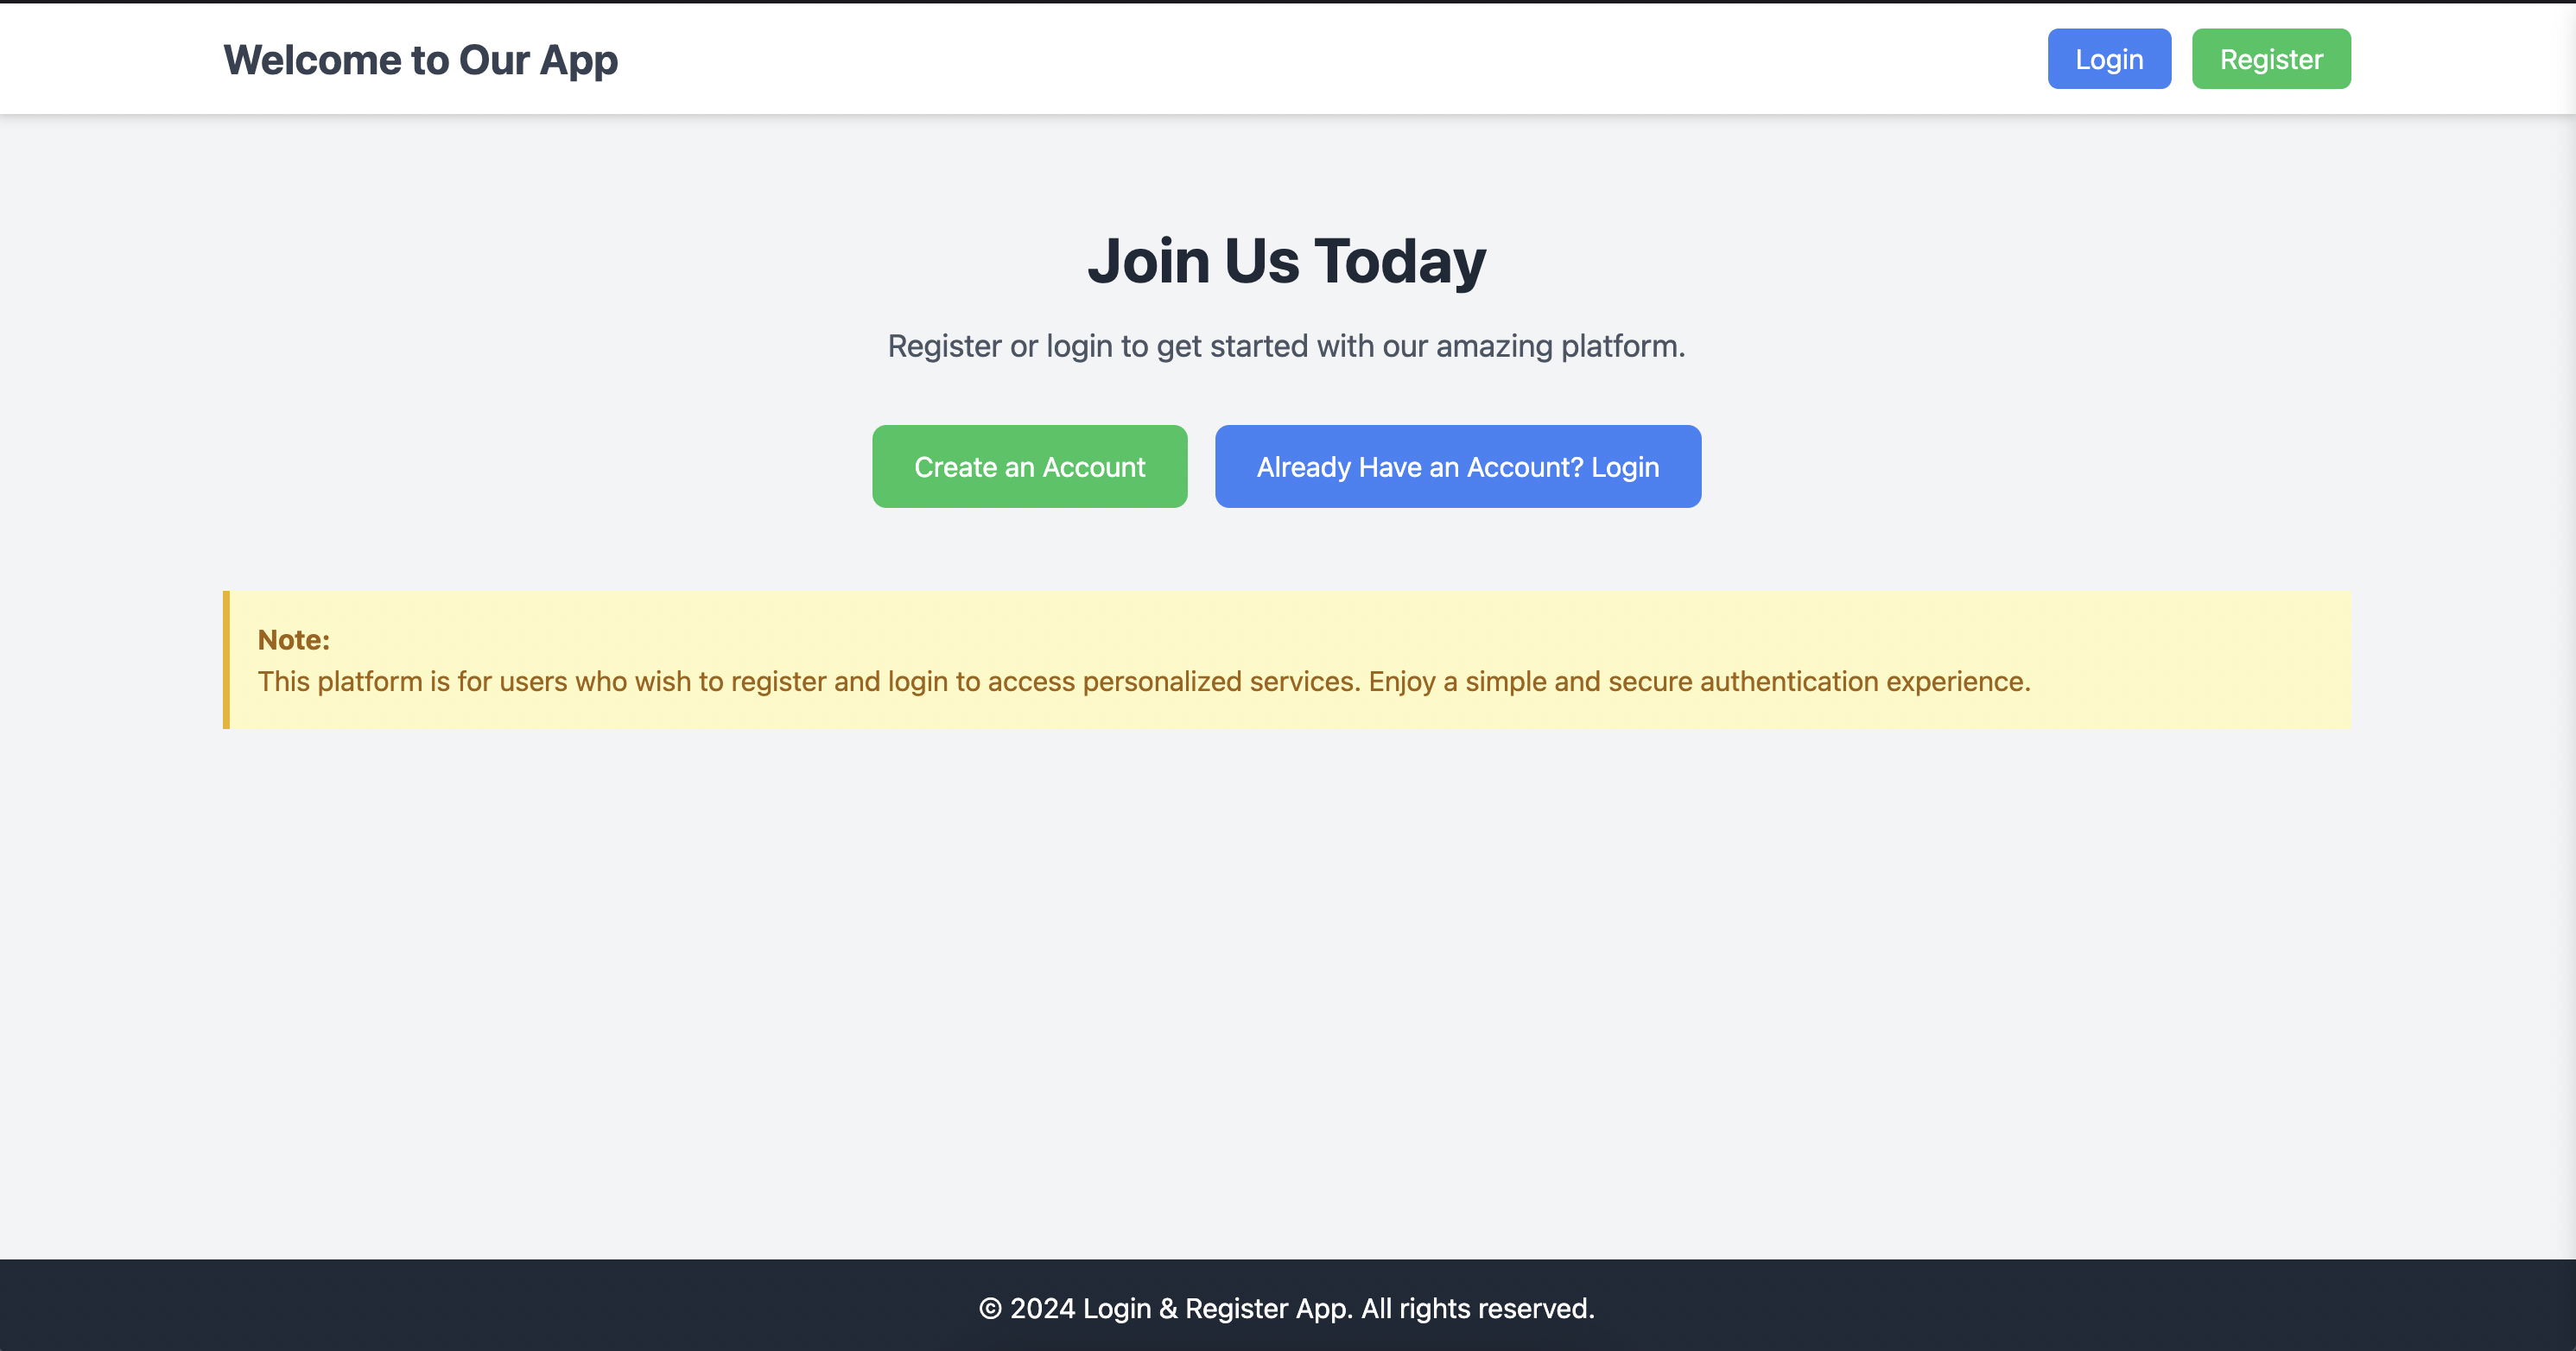 Welcome to Our App
Login
Register
Join Us Today
Register or login to get started with our amazing platform.
Create an Account
Already Have an Account? Login
Note:
This platform is for users who wish to register and login to access personalized services. Enjoy a simple and secure authentication experience.
© 2024 Login & Register App. All rights reserved.